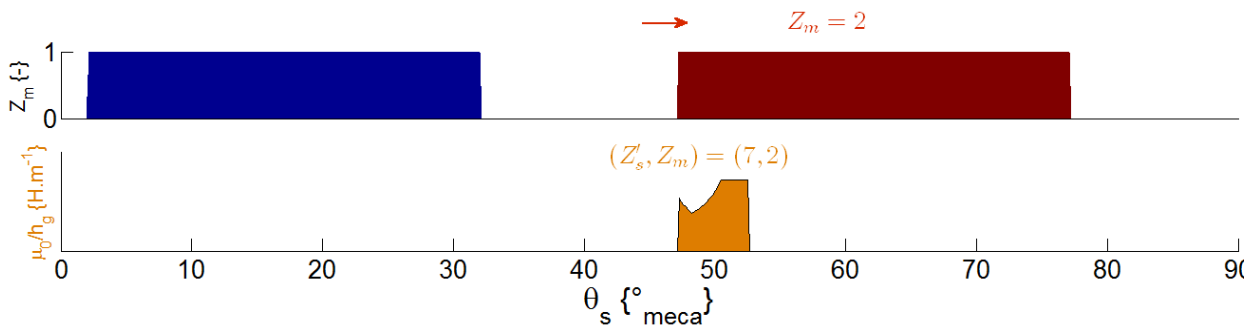 Z_m = 2
1
Z_m {-}
0
(Z'_s, Z_m) = (7, 2)
μ_0/h_g {H.m^-1}
0 10 20 30 40 50 60 70 80 90
θ_s {°_meca}